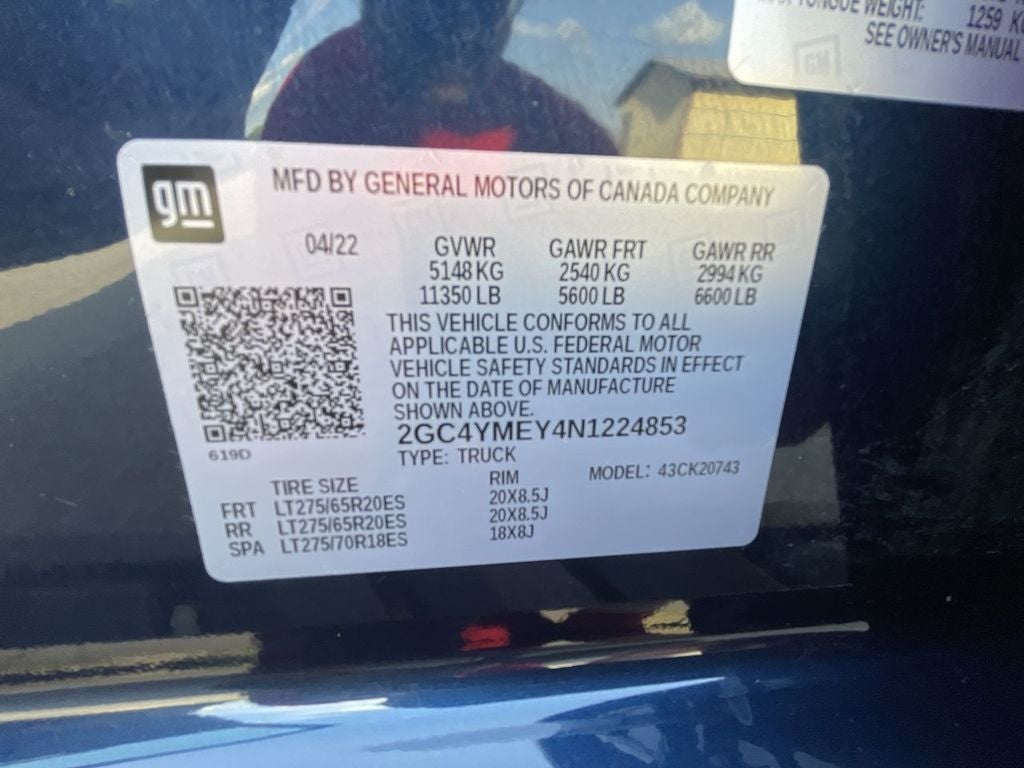 TONGUE WEIGHT: 1259
SEE OWNER'S MANUAL
gm
MFD BY GENERAL MOTORS OF CANADA COMPANY
04/22 GVWR GAWR FRT GAWR RR
5148 KG 2540 KG 2994 KG
11350 LB 5600 LB 6600 LB
THIS VEHICLE CONFORMS TO ALL
APPLICABLE U.S. FEDERAL MOTOR
VEHICLE SAFETY STANDARDS IN EFFECT
ON THE DATE OF MANUFACTURE
SHOWN ABOVE.
619D
2GC4YMEY4N1224853
TYPE: TRUCK
MODEL: 43CK20743
TIRE SIZE RIM
FRT LT275/65R20ES 20X8.5J
RR LT275/65R20ES 20X8.5J
SPA LT275/70R18ES 18X8J